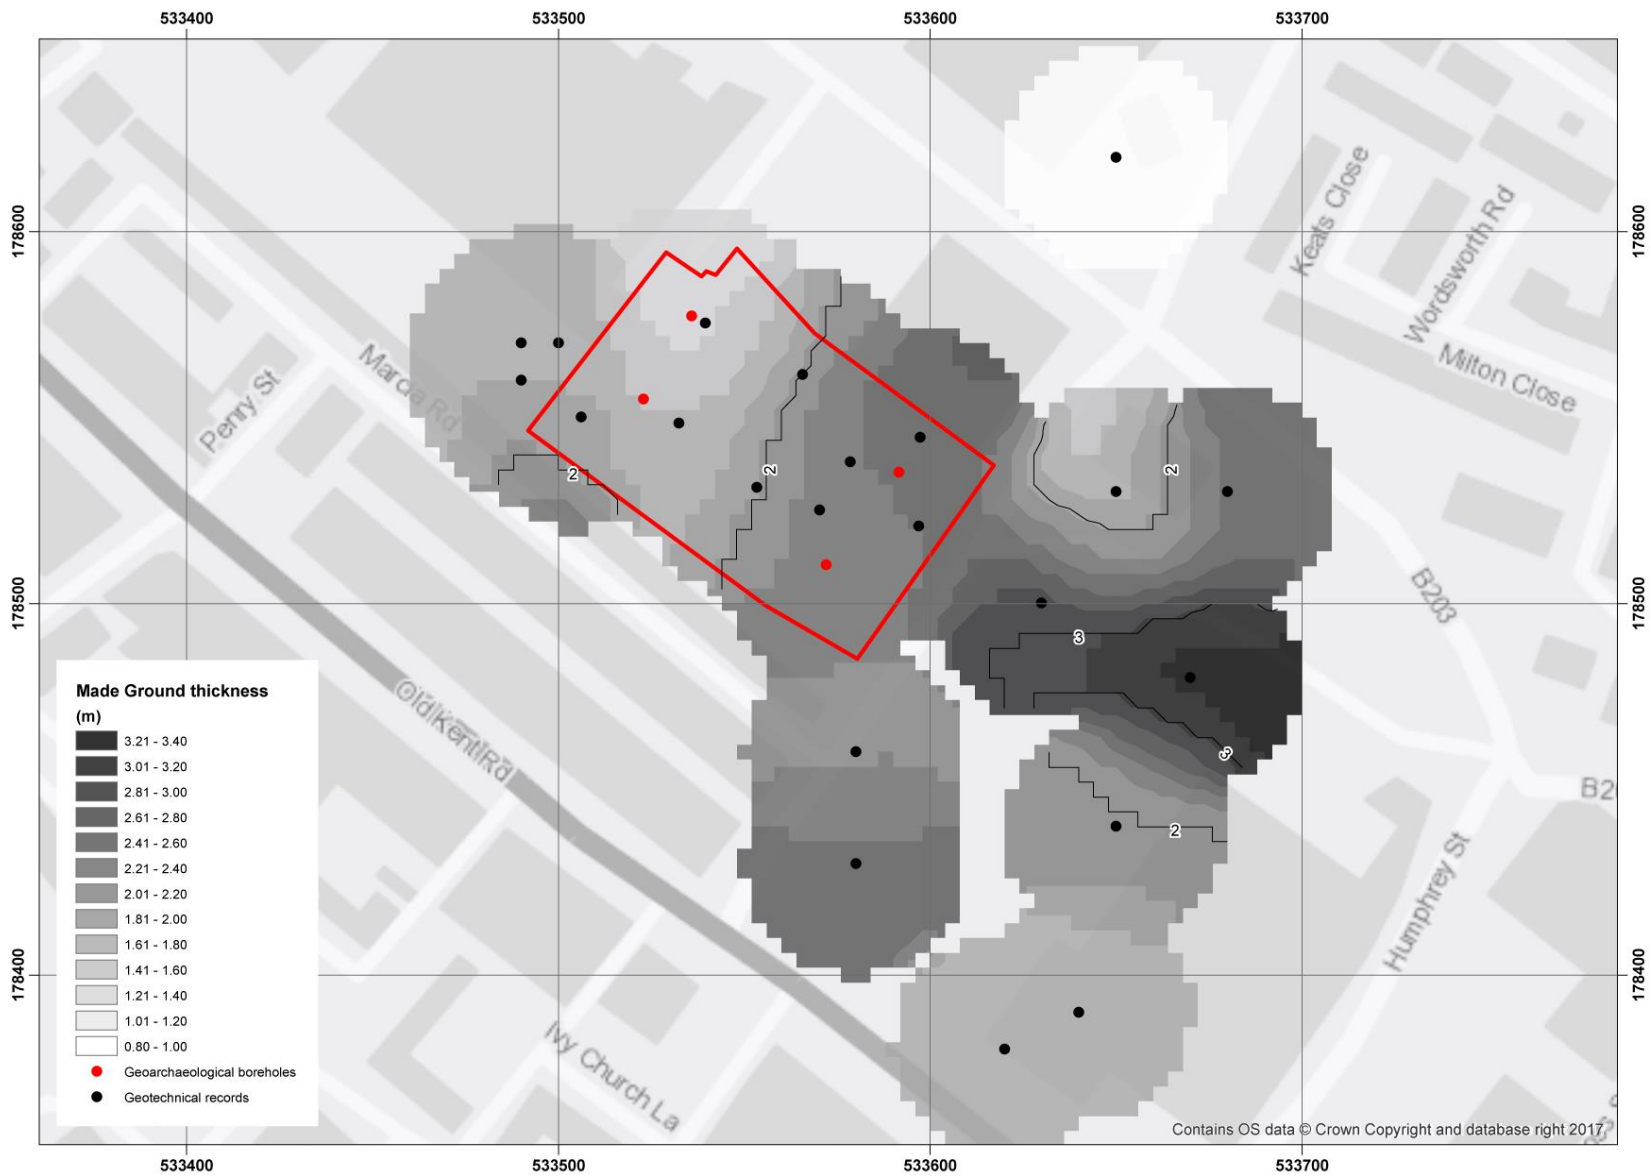 533400 533500 533600 533700
178600 178600
Keats Close
Wordsworth Rd
Milton Close
Marcia Rd
Penry St
2
2
2
B203
178500 178500
3
Old Kent Rd
3
B2
2
Humphrey St
178400 178400
Ivy Church La
Made Ground thickness
(m)
3.21 - 3.40
3.01 - 3.20
2.81 - 3.00
2.61 - 2.80
2.41 - 2.60
2.21 - 2.40
2.01 - 2.20
1.81 - 2.00
1.61 - 1.80
1.41 - 1.60
1.21 - 1.40
1.01 - 1.20
0.80 - 1.00
Geoarchaeological boreholes
Geotechnical records
Contains OS data © Crown Copyright and database right 2017
533400 533500 533600 533700